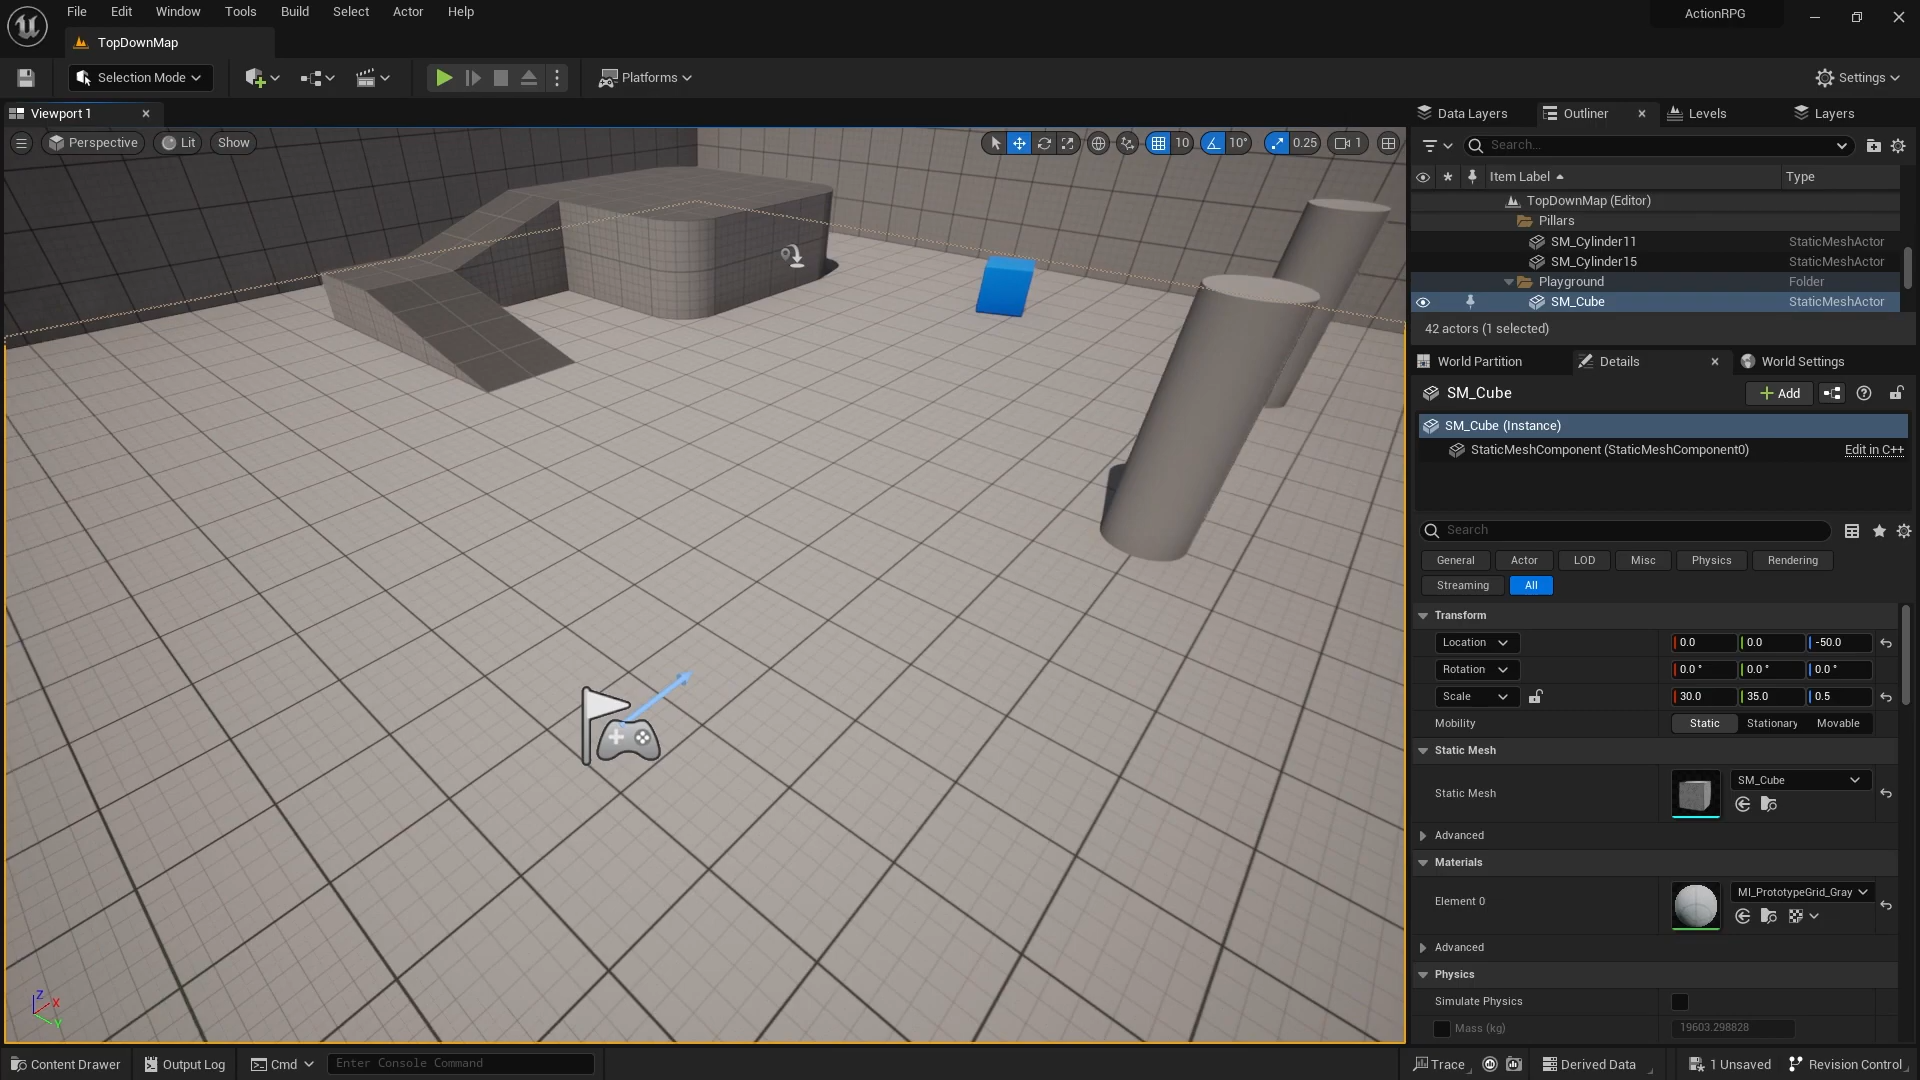 File Edit Window Tools Build Select Actor Help
ActionRPG
TopDownMap
Selection Mode
Platforms
Settings
Viewport 1
Perspective
Lit
Show
10
10°
0.25
1
Data Layers
Outliner
Levels
Layers
Search...
Item Label
Type
TopDownMap (Editor)
Pillars
SM_Cylinder11 StaticMeshActor
SM_Cylinder15 StaticMeshActor
Playground Folder
SM_Cube StaticMeshActor
42 actors (1 selected)
World Partition
Details
World Settings
SM_Cube
Add
SM_Cube (Instance)
StaticMeshComponent (StaticMeshComponent0) Edit in C++
Search
General Actor LOD Misc Physics Rendering
Streaming All
Transform
Location 0.0 0.0 -50.0
Rotation 0.0 ° 0.0 ° 0.0 °
Scale 30.0 35.0 0.5
Mobility Static Stationary Movable
Static Mesh
Static Mesh SM_Cube
Advanced
Materials
Element 0 MI_PrototypeGrid_Gray
Advanced
Physics
Simulate Physics
Mass (kg) 19603.298828
Z
X
Y
Content Drawer
Output Log
Cmd
Enter Console Command
Trace
Derived Data
1 Unsaved
Revision Control